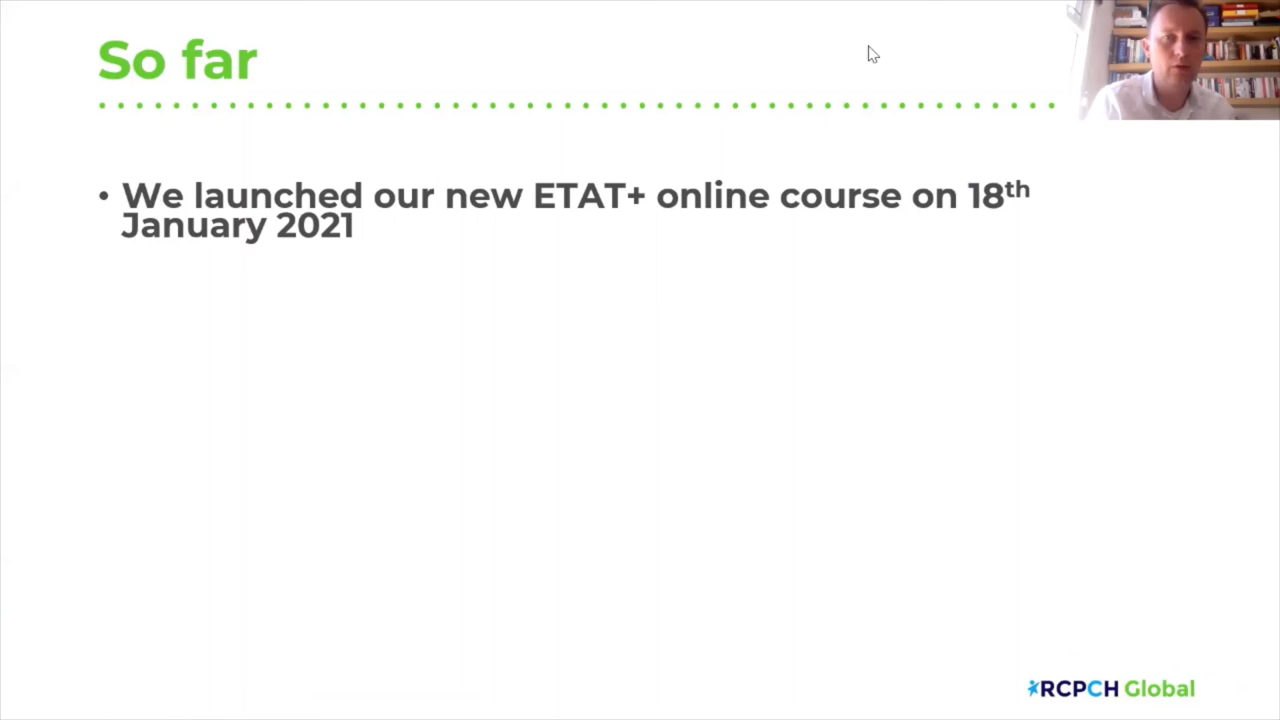 So far
• We launched our new ETAT+ online course on 18th
January 2021
RCPCH Global